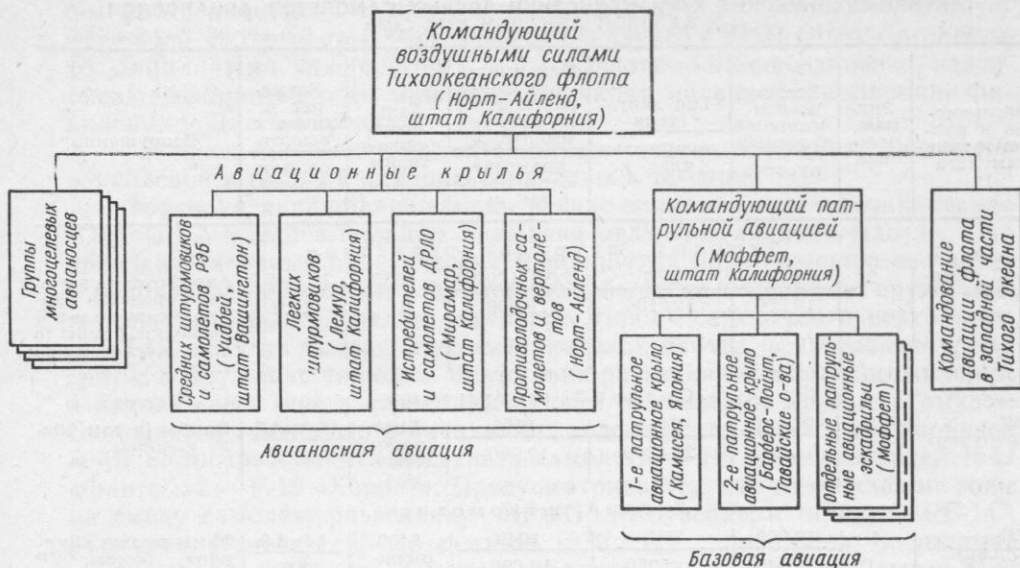 Командующий
воздушными силами
Тихоокеанского флота
(Норт-Айленд,
штат Калифорния)
Авиационные крылья
Группы
многоцелевых
авианосцев
Средних штурмовиков
и самолетов РЭБ
(Уидбей,
штат Вашингтон)
Легких
штурмовиков
(Лемур,
штат Калифорния)
Истребителей
и самолетов ДРЛО
(Мирамар,
штат Калифорния)
Противолодочных са-
молетов и вертоле-
тов
(Норт-Айленд)
Авианосная авиация
Командующий пат-
рульной авиацией
(Моффет,
штат Калифорния)
1-е патрульное
авиационное крыло
(Камисея, Япония)
2-е патрульное
авиационное крыло
(Барберс-Пойнт,
Гавайские о-ва)
Отдельные патруль-
ные авиационные
эскадрильи
(Моффет)
Базовая авиация
Командование
авиации флота
в западной части
Тихого океана